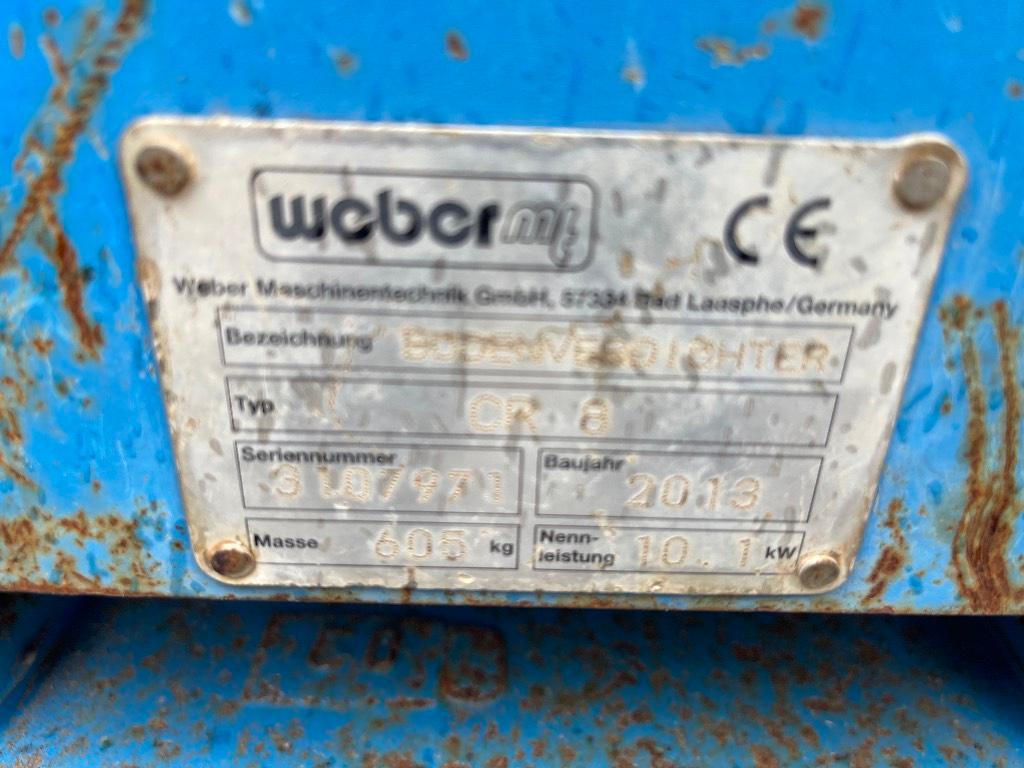 weber mt
CE
Weber Maschinentechnik GmbH, 57334 Bad Laasphe/Germany
Bezeichnung BODENVERDICHTER
Typ CR 8
Seriennummer Baujahr
3107971 2013
Masse 605 kg Nenn-
leistung 10.1 kW